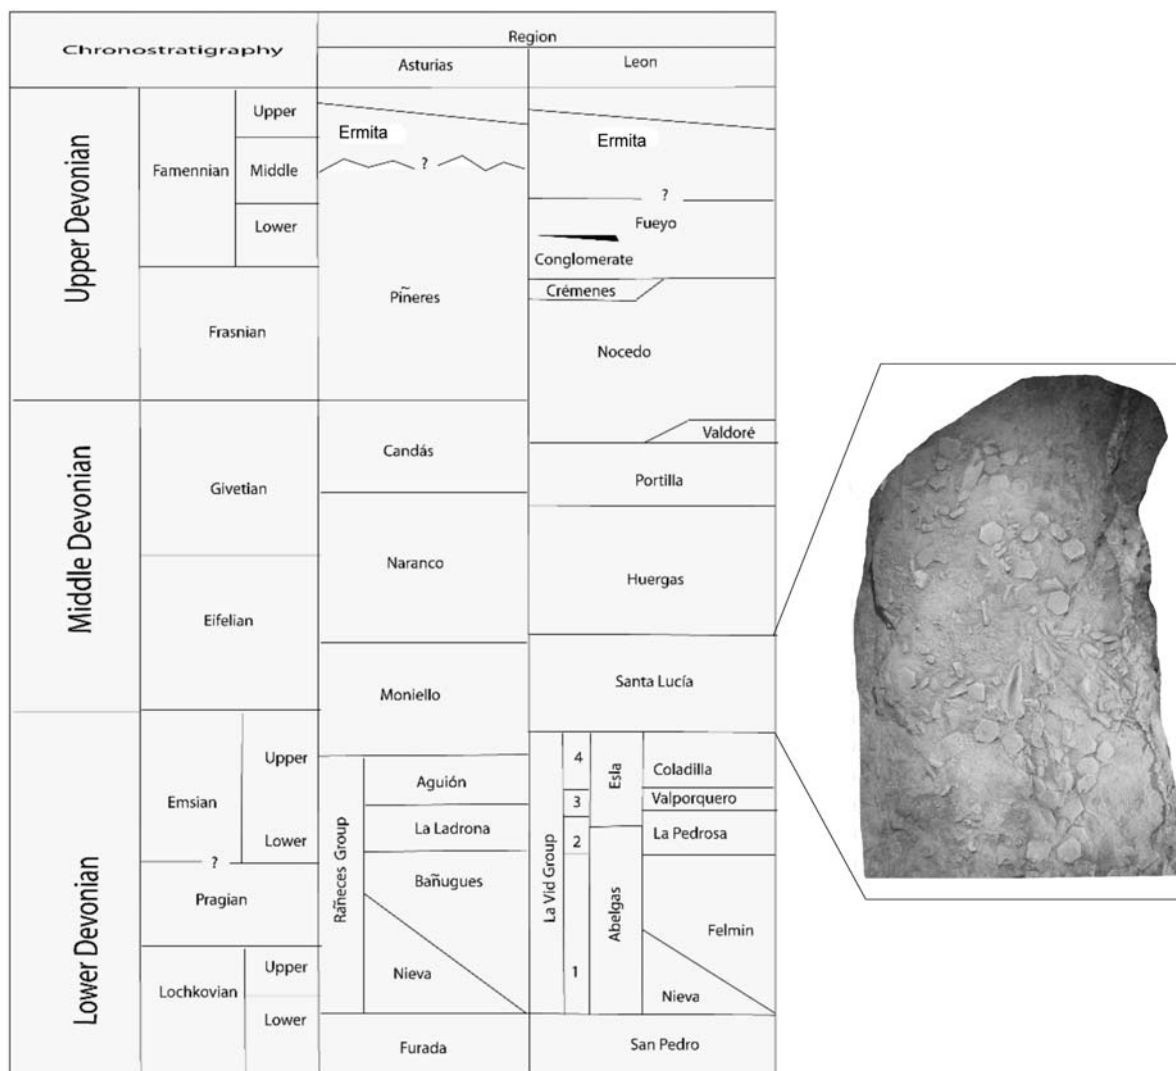 Chronostratigraphy
Region
Asturias
Leon
Upper Devonian
Famennian
Upper
Middle
Lower
Frasnian
Middle Devonian
Givetian
Eifelian
Lower Devonian
Emsian
Upper
Lower
?
Pragian
Lochkovian
Upper
Lower
Ermita
?
Piñeres
Candás
Naranco
Moniello
Rañeces Group
Aguión
La Ladrona
Bañugues
Nieva
Furada
Ermita
?
Fueyo
Conglomerate
Crémenes
Nocedo
Valdoré
Portilla
Huergas
Santa Lucía
La Vid Group
4
3
2
1
Esla
Abelgas
Coladilla
Valporquero
La Pedrosa
Felmin
Nieva
San Pedro